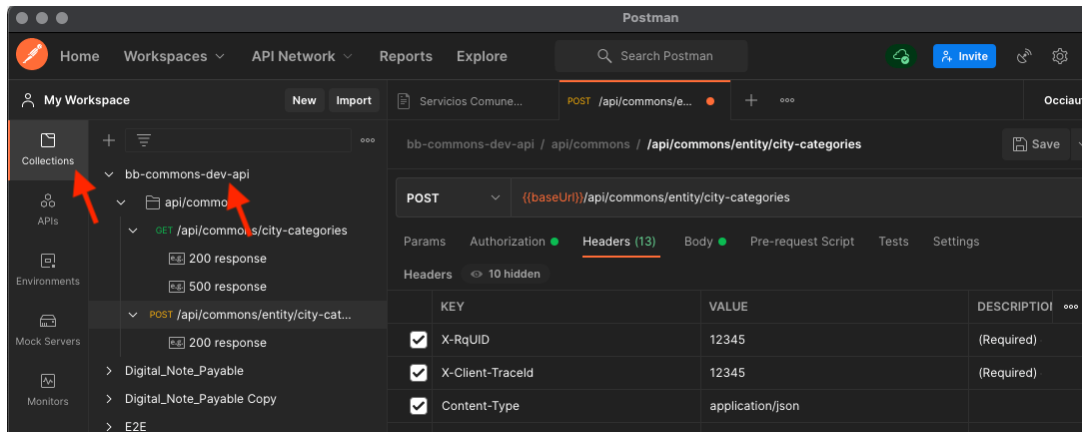 Postman
Home Workspaces API Network Reports Explore Search Postman Invite
My Workspace New Import
Servicios Comune... POST /api/commons/e... Occiau
Collections
APIs
Environments
Mock Servers
Monitors
bb-commons-dev-api
api/commo
GET /api/commons/city-categories
e.g. 200 response
e.g. 500 response
POST /api/commons/entity/city-cat...
e.g. 200 response
Digital_Note_Payable
Digital_Note_Payable Copy
E2E
bb-commons-dev-api / api/commons / /api/commons/entity/city-categories Save
POST {{baseUrl}}/api/commons/entity/city-categories
Params Authorization Headers (13) Body Pre-request Script Tests Settings
Headers 10 hidden
KEY VALUE DESCRIPTION
X-RqUID 12345 (Required)
X-Client-TraceId 12345 (Required)
Content-Type application/json